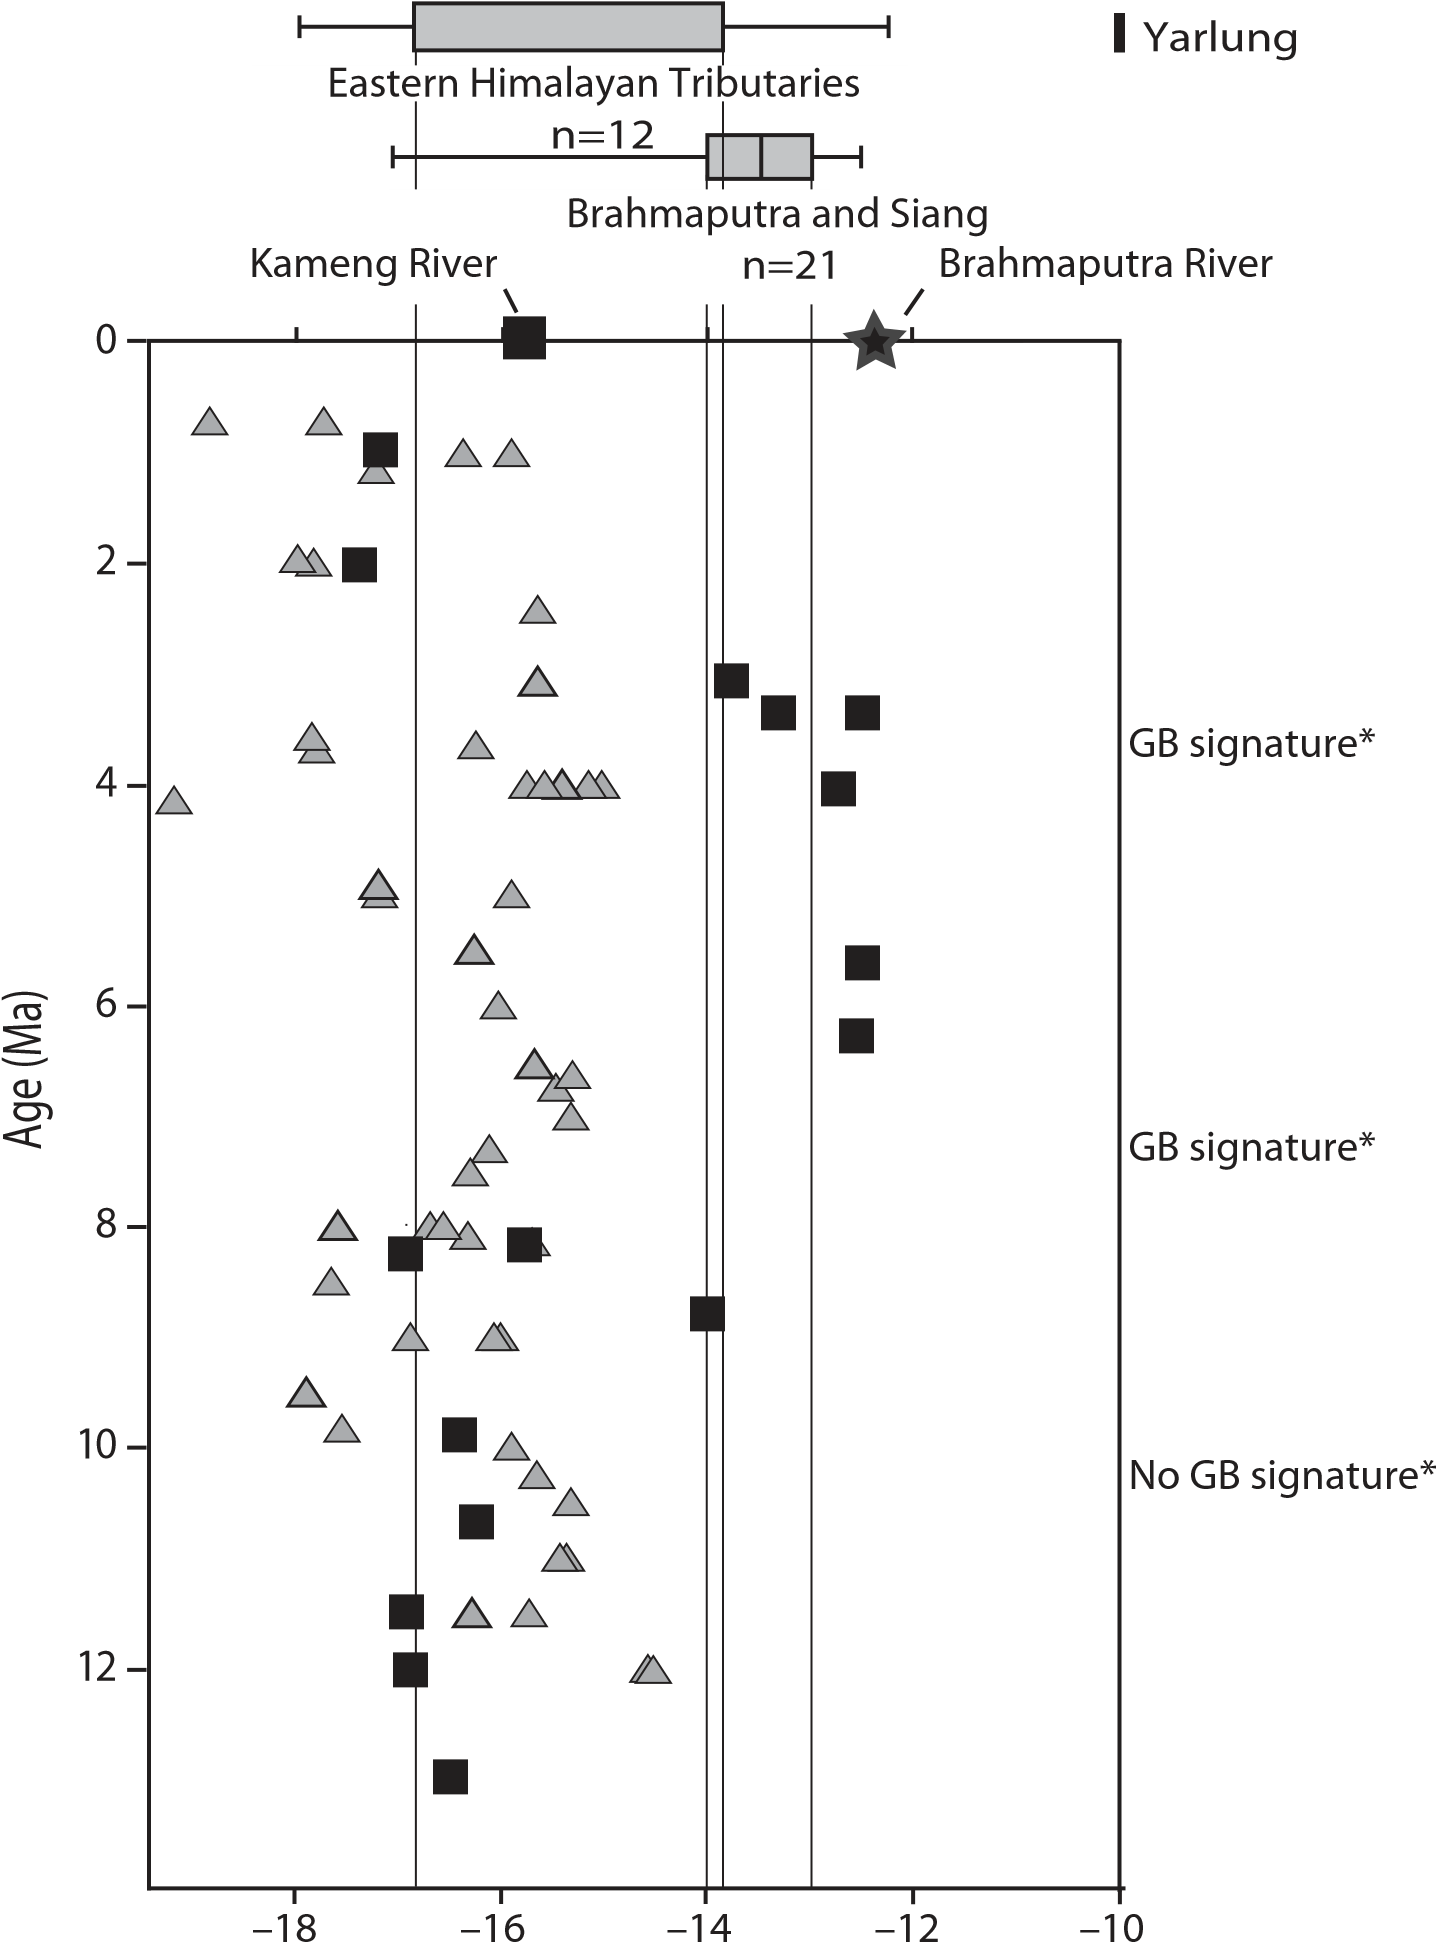 Yarlung
Eastern Himalayan Tributaries
n=12
Brahmaputra and Siang
n=21
Kameng River
Brahmaputra River
0
2
4
6
8
10
12
Age (Ma)
GB signature*
GB signature*
No GB signature*
–18
–16
–14
–12
–10